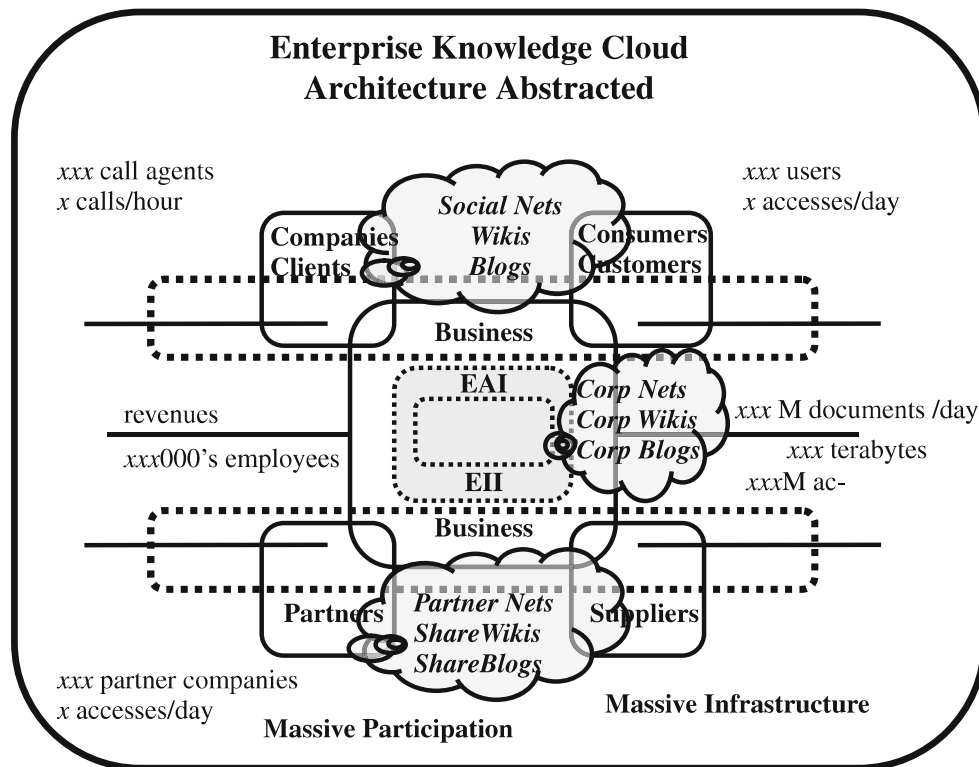 Enterprise Knowledge Cloud
Architecture Abstracted
xxx call agents
x calls/hour
xxx users
x accesses/day
Social Nets
Wikis
Blogs
Companies
Clients
Consumers
Customers
Business
EAI
EII
Corp Nets
Corp Wikis
Corp Blogs
revenues
xxx000's employees
xxx M documents /day
xxx terabytes
xxxM ac-
Business
Partners
Partner Nets
ShareWikis
ShareBlogs
Suppliers
xxx partner companies
x accesses/day
Massive Participation
Massive Infrastructure